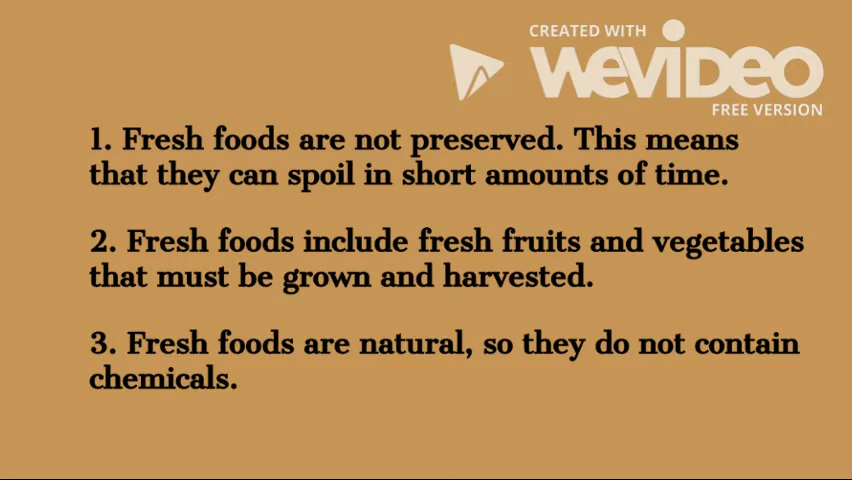 CREATED WITH
WeVideo
FREE VERSION
1. Fresh foods are not preserved. This means
that they can spoil in short amounts of time.
2. Fresh foods include fresh fruits and vegetables
that must be grown and harvested.
3. Fresh foods are natural, so they do not contain
chemicals.